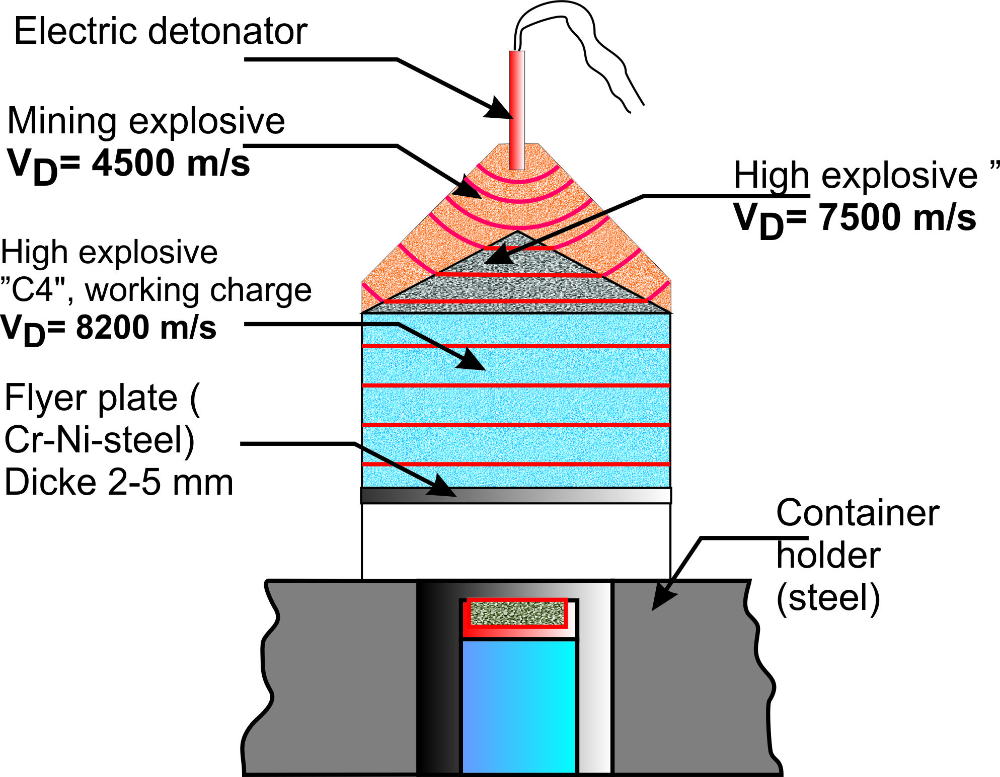 Electric detonator
Mining explosive
VD= 4500 m/s
High explosive ”
VD= 7500 m/s
High explosive
”C4", working charge
VD= 8200 m/s
Flyer plate (
Cr-Ni-steel)
Dicke 2-5 mm
Container
holder
(steel)